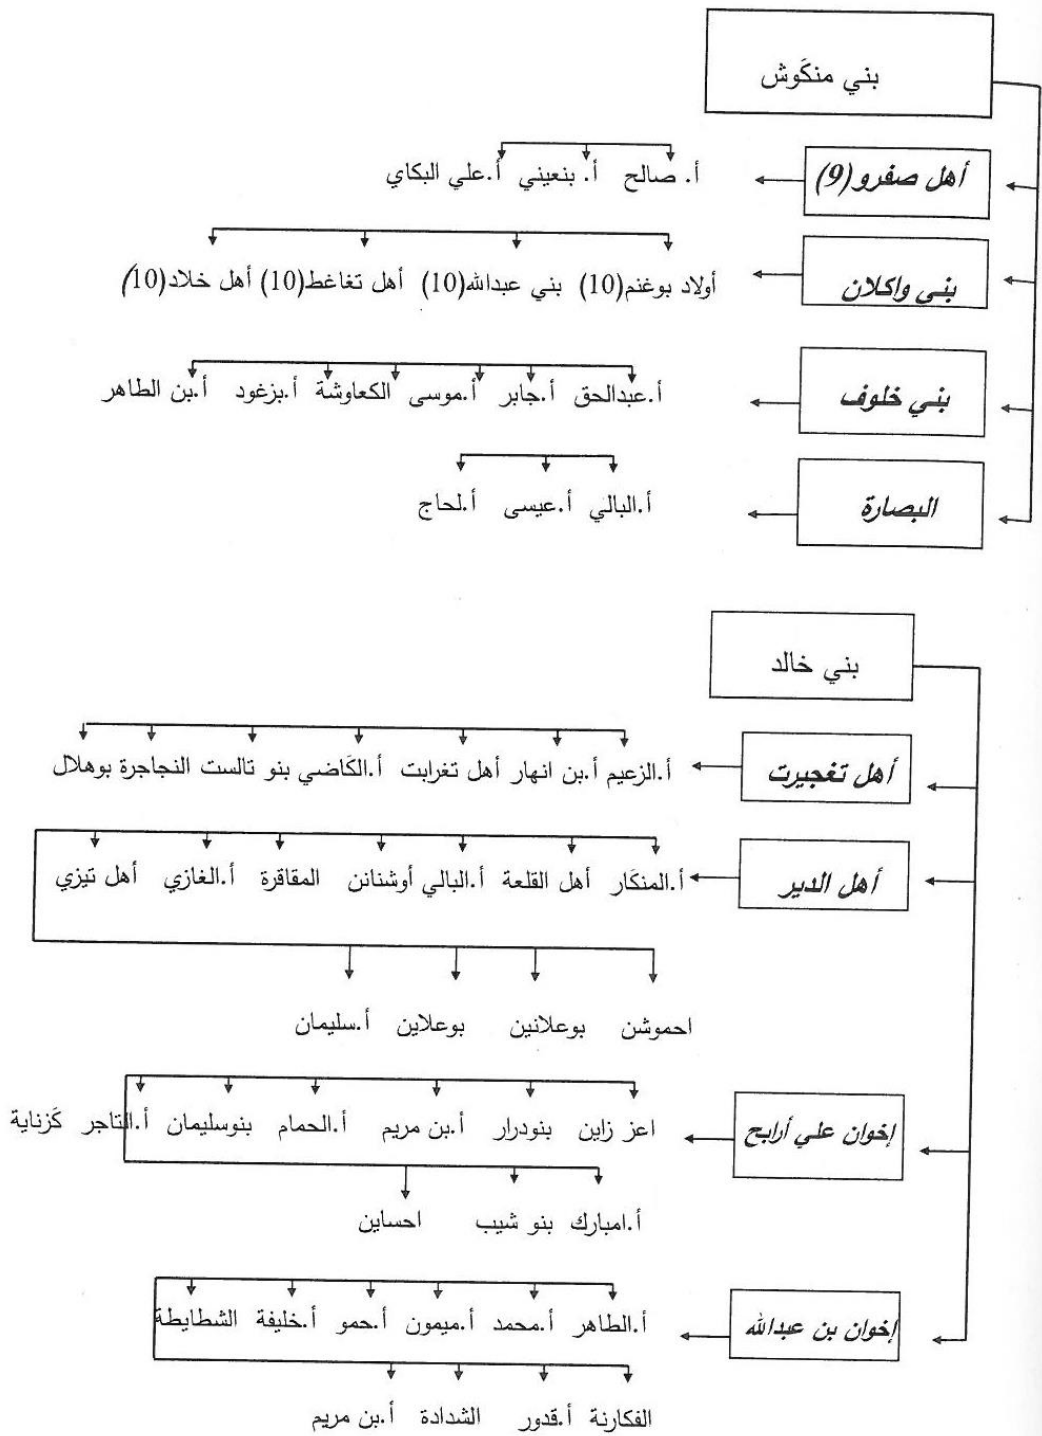 بني منكَوش
أهل صفرو(9)
أ. صالح أ. بنعيني أ.علي البكاي
بني واكلان
أولاد بوغنم(10) بني عبدالله(10) أهل تغاغط(10) أهل خلاد(10)
بني خلوف
أ.عبدالحق أ.جابر أ.موسى الكعاوشة أ.بزغود أ.بن الطاهر
البصارة
أ.البالي أ.عيسى أ.لحاج
بني خالد
أهل تغجيرت
أ.الزعيم أ.بن انهار أهل تغرابت أ.الكَاضي بنو تالست النجاجرة بوهلال
أهل الدير
أ.المنكَار أهل القلعة أ.البالي أوشنانن المقاقرة أ.الغازي أهل تيزي
احموشن بوعلانين بوعلاين أ.سليمان
إخوان علي أرابح
اعز زاين بنودرار أ.بن مريم أ.الحمام بنوسليمان أ.التاجر كَزناية
أ.امبارك بنو شيب احساين
إخوان بن عبدالله
أ.الطاهر أ.محمد أ.ميمون أ.حمو أ.خليفة الشطايطة
الفكارنة أ.قدور الشدادة أ.بن مريم